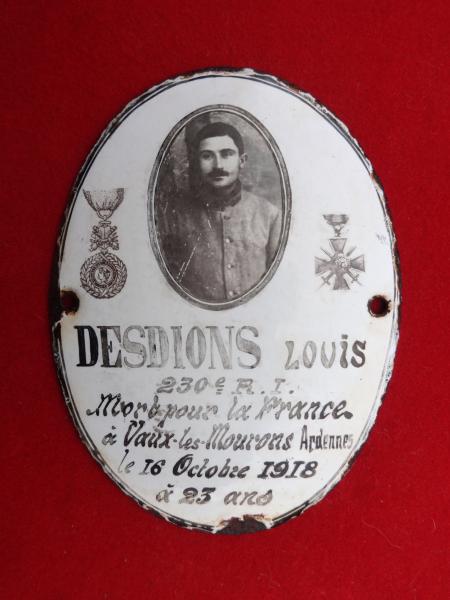 DESDIONS LOUIS
230e R.I.
Mort pour la France
à Vaux-les-Mourons Ardennes
le 16 Octobre 1918
à 23 ans